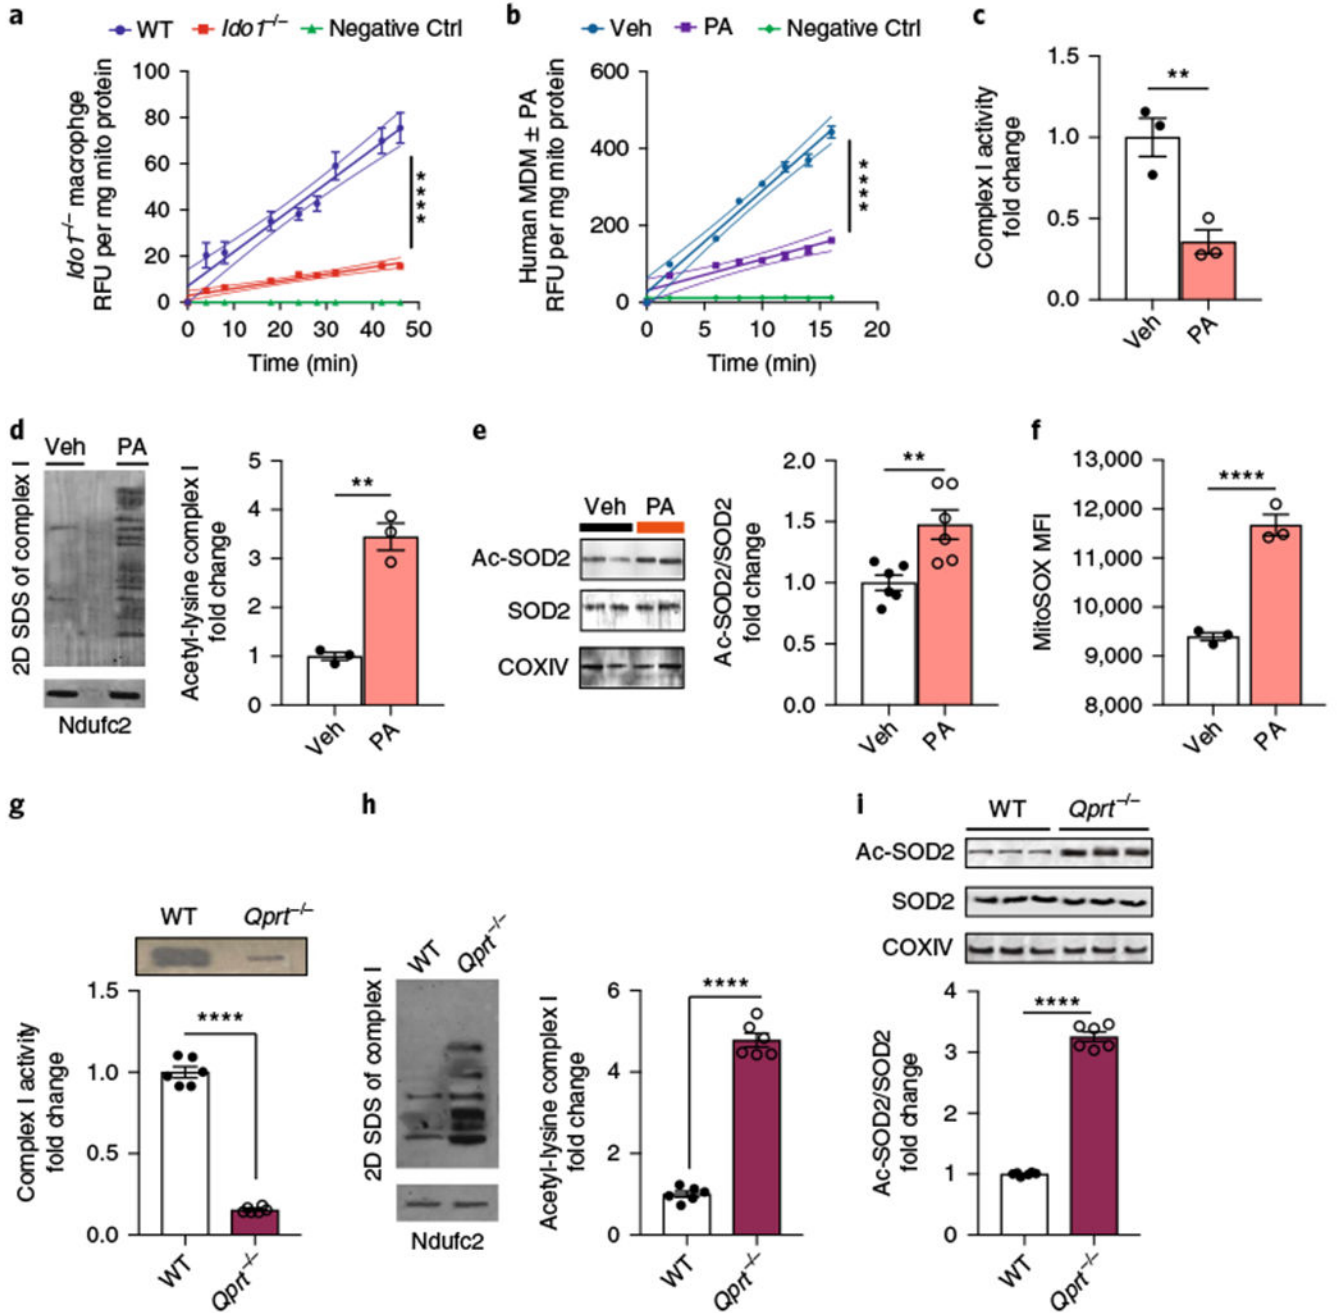 a
WT Ido1–/– Negative Ctrl
Ido1–/– macrophge
RFU per mg mito protein
100
80
60
40
20
0
0 10 20 30 40 50
Time (min)
****
b
Veh PA Negative Ctrl
Human MDM ± PA
RFU per mg mito protein
600
400
200
0
0 5 10 15 20
Time (min)
****
c
Complex I activity
fold change
1.5
1.0
0.5
0.0
**
Veh PA
d
Veh PA
2D SDS of complex I
Ndufc2
Acetyl-lysine complex I
fold change
5
4
3
2
1
0
**
Veh PA
e
Veh PA
Ac-SOD2
SOD2
COXIV
Ac-SOD2/SOD2
fold change
2.0
1.5
1.0
0.5
0.0
**
Veh PA
f
MitoSOX MFI
13,000
12,000
11,000
10,000
9,000
8,000
****
Veh PA
g
WT Qprt–/–
Complex I activity
fold change
1.5
1.0
0.5
0.0
****
WT Qprt–/–
h
WT Qprt–/–
2D SDS of complex I
Ndufc2
Acetyl-lysine complex I
fold change
6
4
2
0
****
WT Qprt–/–
i
WT Qprt–/–
Ac-SOD2
SOD2
COXIV
Ac-SOD2/SOD2
fold change
4
3
2
1
0
****
WT Qprt–/–